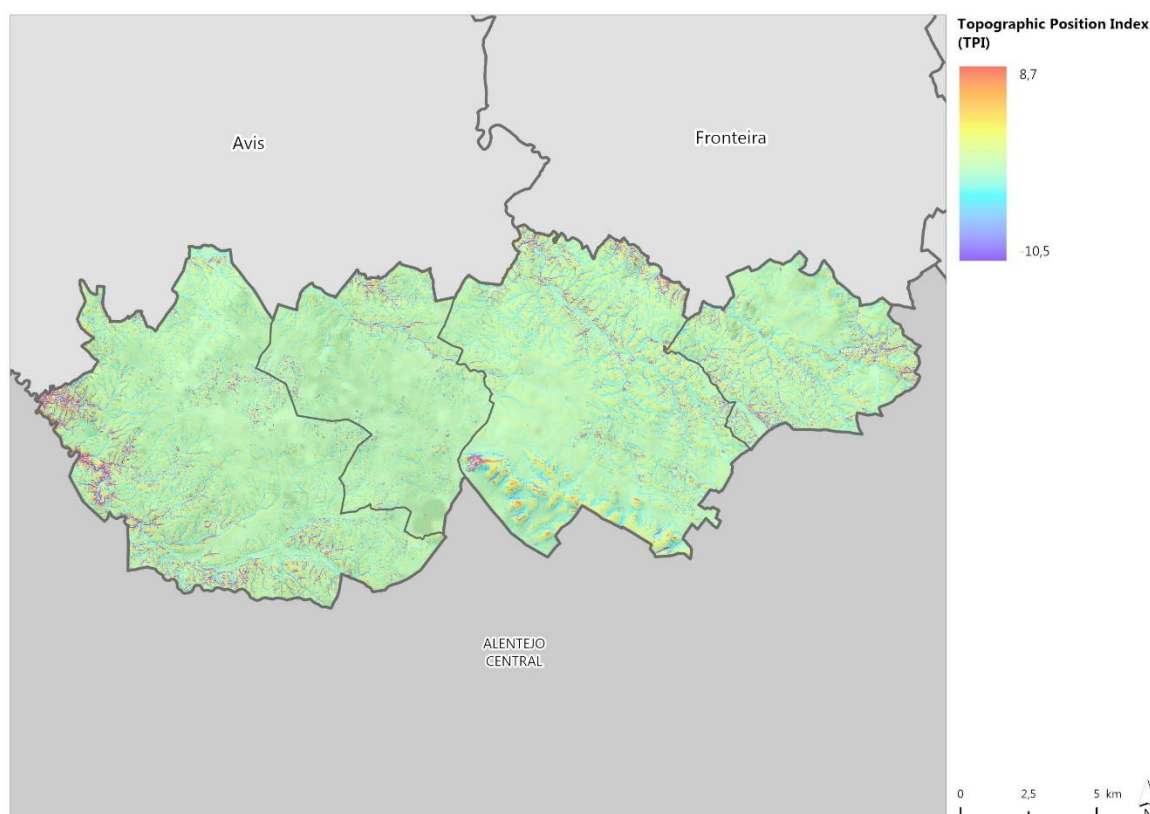 Topographic Position Index
(TPI)
8,7
-10,5
Avis
Fronteira
ALENTEJO
CENTRAL
0 2,5 5 km
N